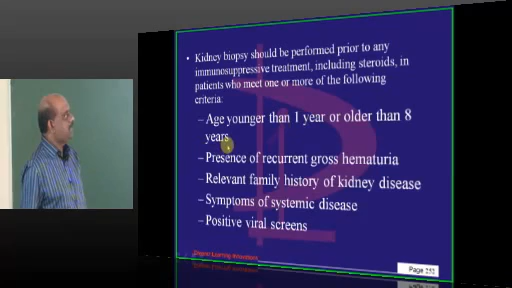 • Kidney biopsy should be performed prior to any
immunosuppressive treatment, including steroids, in
patients who meet one or more of the following
criteria:
– Age younger than 1 year or older than 8
years
– Presence of recurrent gross hematuria
– Relevant family history of kidney disease
– Symptoms of systemic disease
– Positive viral screens
Page 250